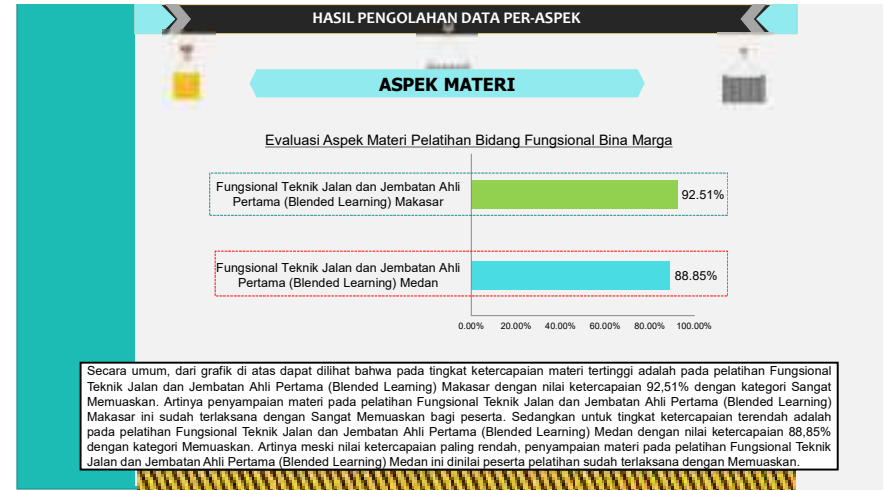 HASIL PENGOLAHAN DATA PER-ASPEK
ASPEK MATERI
Evaluasi Aspek Materi Pelatihan Bidang Fungsional Bina Marga
Fungsional Teknik Jalan dan Jembatan Ahli
Pertama (Blended Learning) Makasar
92.51%
Fungsional Teknik Jalan dan Jembatan Ahli
Pertama (Blended Learning) Medan
88.85%
0.00% 20.00% 40.00% 60.00% 80.00% 100.00%
Secara umum, dari grafik di atas dapat dilihat bahwa pada tingkat ketercapaian materi tertinggi adalah pada pelatihan Fungsional
Teknik Jalan dan Jembatan Ahli Pertama (Blended Learning) Makasar dengan nilai ketercapaian 92,51% dengan kategori Sangat
Memuaskan. Artinya penyampaian materi pada pelatihan Fungsional Teknik Jalan dan Jembatan Ahli Pertama (Blended Learning)
Makasar ini sudah terlaksana dengan Sangat Memuaskan bagi peserta. Sedangkan untuk tingkat ketercapaian terendah adalah
pada pelatihan Fungsional Teknik Jalan dan Jembatan Ahli Pertama (Blended Learning) Medan dengan nilai ketercapaian 88,85%
dengan kategori Memuaskan. Artinya meski nilai ketercapaian paling rendah, penyampaian materi pada pelatihan Fungsional Teknik
Jalan dan Jembatan Ahli Pertama (Blended Learning) Medan ini dinilai peserta pelatihan sudah terlaksana dengan Memuaskan.